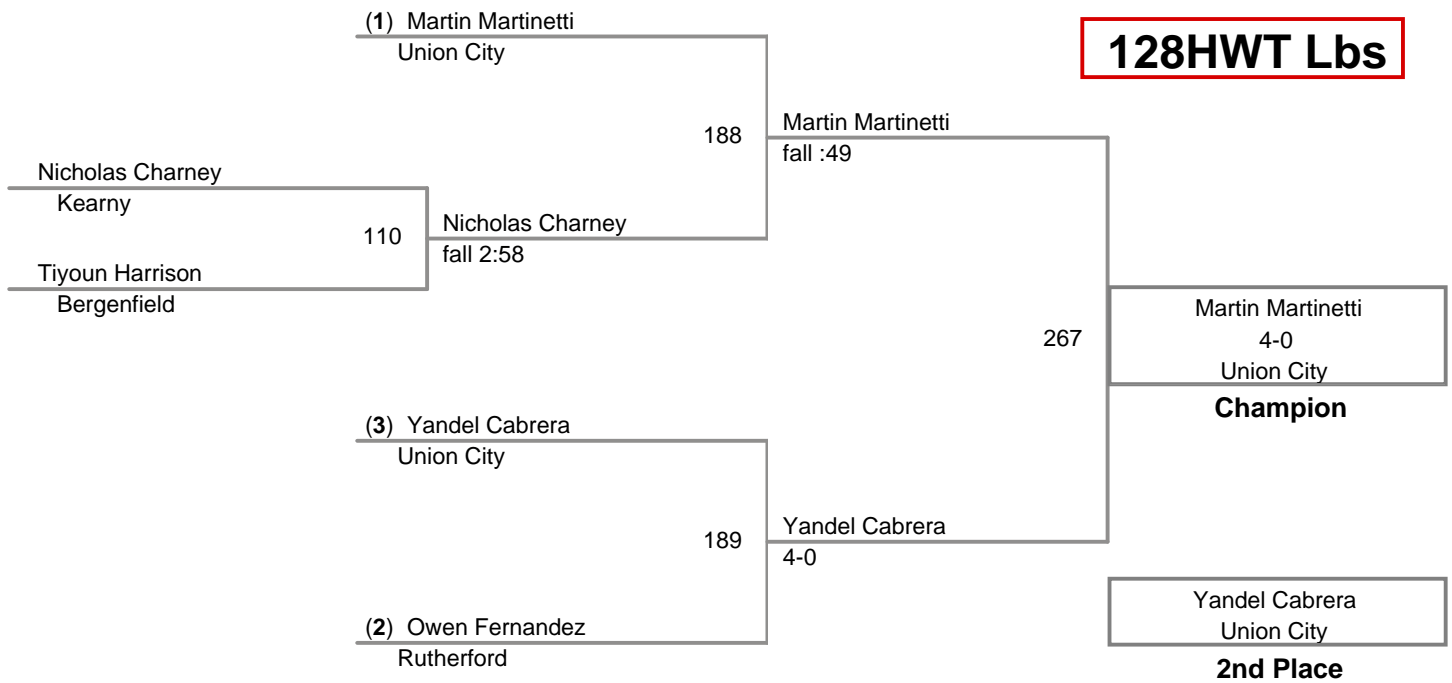 (1) Martin Martinetti
Union City
128HWT Lbs
188
Martin Martinetti
fall :49
Nicholas Charney
Kearny
110
Nicholas Charney
fall 2:58
Tiyoun Harrison
Bergenfield
267
Martin Martinetti
4-0
Union City
Champion
(3) Yandel Cabrera
Union City
189
Yandel Cabrera
4-0
(2) Owen Fernandez
Rutherford
Yandel Cabrera
Union City
2nd Place